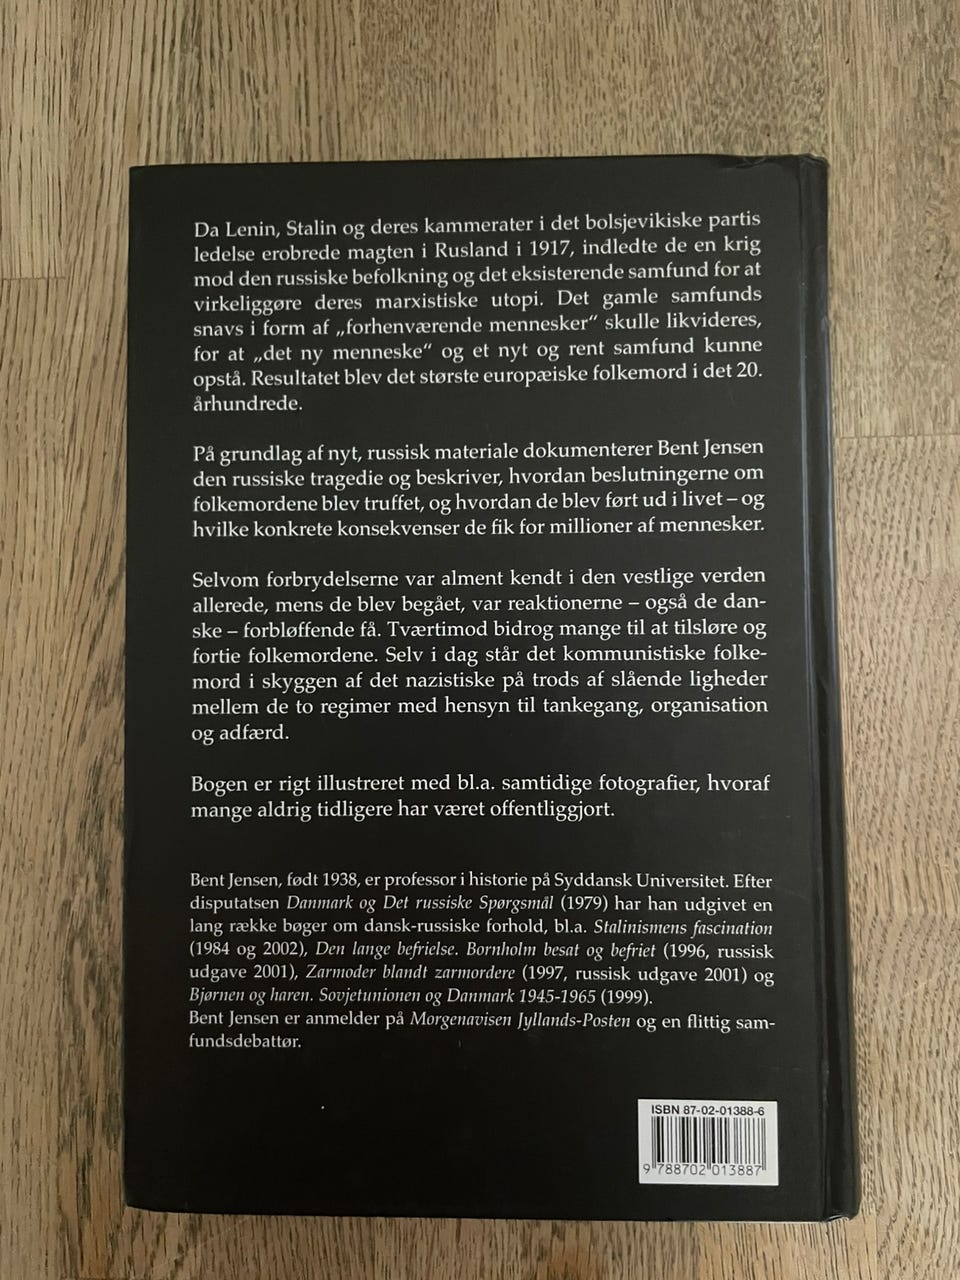 Da Lenin, Stalin og deres kammerater i det bolsjevikiske partis
ledelse erobrede magten i Rusland i 1917, indledte de en krig
mod den russiske befolkning og det eksisterende samfund for at
virkeliggøre deres marxistiske utopi. Det gamle samfunds
snavs i form af „forhenværende mennesker“ skulle likvideres,
for at „det ny menneske“ og et nyt og rent samfund kunne
opstå. Resultatet blev det største europæiske folkemord i det 20.
århundrede.
På grundlag af nyt, russisk materiale dokumenterer Bent Jensen
den russiske tragedie og beskriver, hvordan beslutningerne om
folkemordene blev truffet, og hvordan de blev ført ud i livet – og
hvilke konkrete konsekvenser de fik for millioner af mennesker.
Selvom forbrydelserne var alment kendt i den vestlige verden
allerede, mens de blev begået, var reaktionerne – også de dan-
ske – forbløffende få. Tværtimod bidrog mange til at tilsløre og
fortie folkemordene. Selv i dag står det kommunistiske folke-
mord i skyggen af det nazistiske på trods af slående ligheder
mellem de to regimer med hensyn til tankegang, organisation
og adfærd.
Bogen er rigt illustreret med bl.a. samtidige fotografier, hvoraf
mange aldrig tidligere har været offentliggjort.
Bent Jensen, født 1938, er professor i historie på Syddansk Universitet. Efter
disputatsen Danmark og Det russiske Spørgsmål (1979) har han udgivet en
lang række bøger om dansk-russiske forhold, bl.a. Stalinismens fascination
(1984 og 2002), Den lange befrielse. Bornholm besat og befriet (1996, russisk
udgave 2001), Zarmoder blandt zarmordere (1997, russisk udgave 2001) og
Bjørnen og haren. Sovjetunionen og Danmark 1945-1965 (1999).
Bent Jensen er anmelder på Morgenavisen Jyllands-Posten og en flittig sam-
fundsdebattør.
ISBN 87-02-01388-6
9 788702 013887